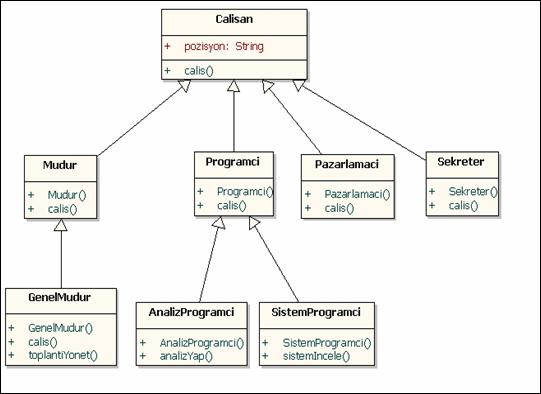 Calisan
+ pozisyon: String
+ calis()
Mudur
+ Mudur()
+ calis()
Programci
+ Programci()
+ calis()
Pazarlamaci
+ Pazarlamaci()
+ calis()
Sekreter
+ Sekreter()
+ calis()
GenelMudur
+ GenelMudur()
+ calis()
+ toplantiYonet()
AnalizProgramci
+ AnalizProgramci()
+ analizYap()
SistemProgramci
+ SistemProgramci()
+ sistemIncele()